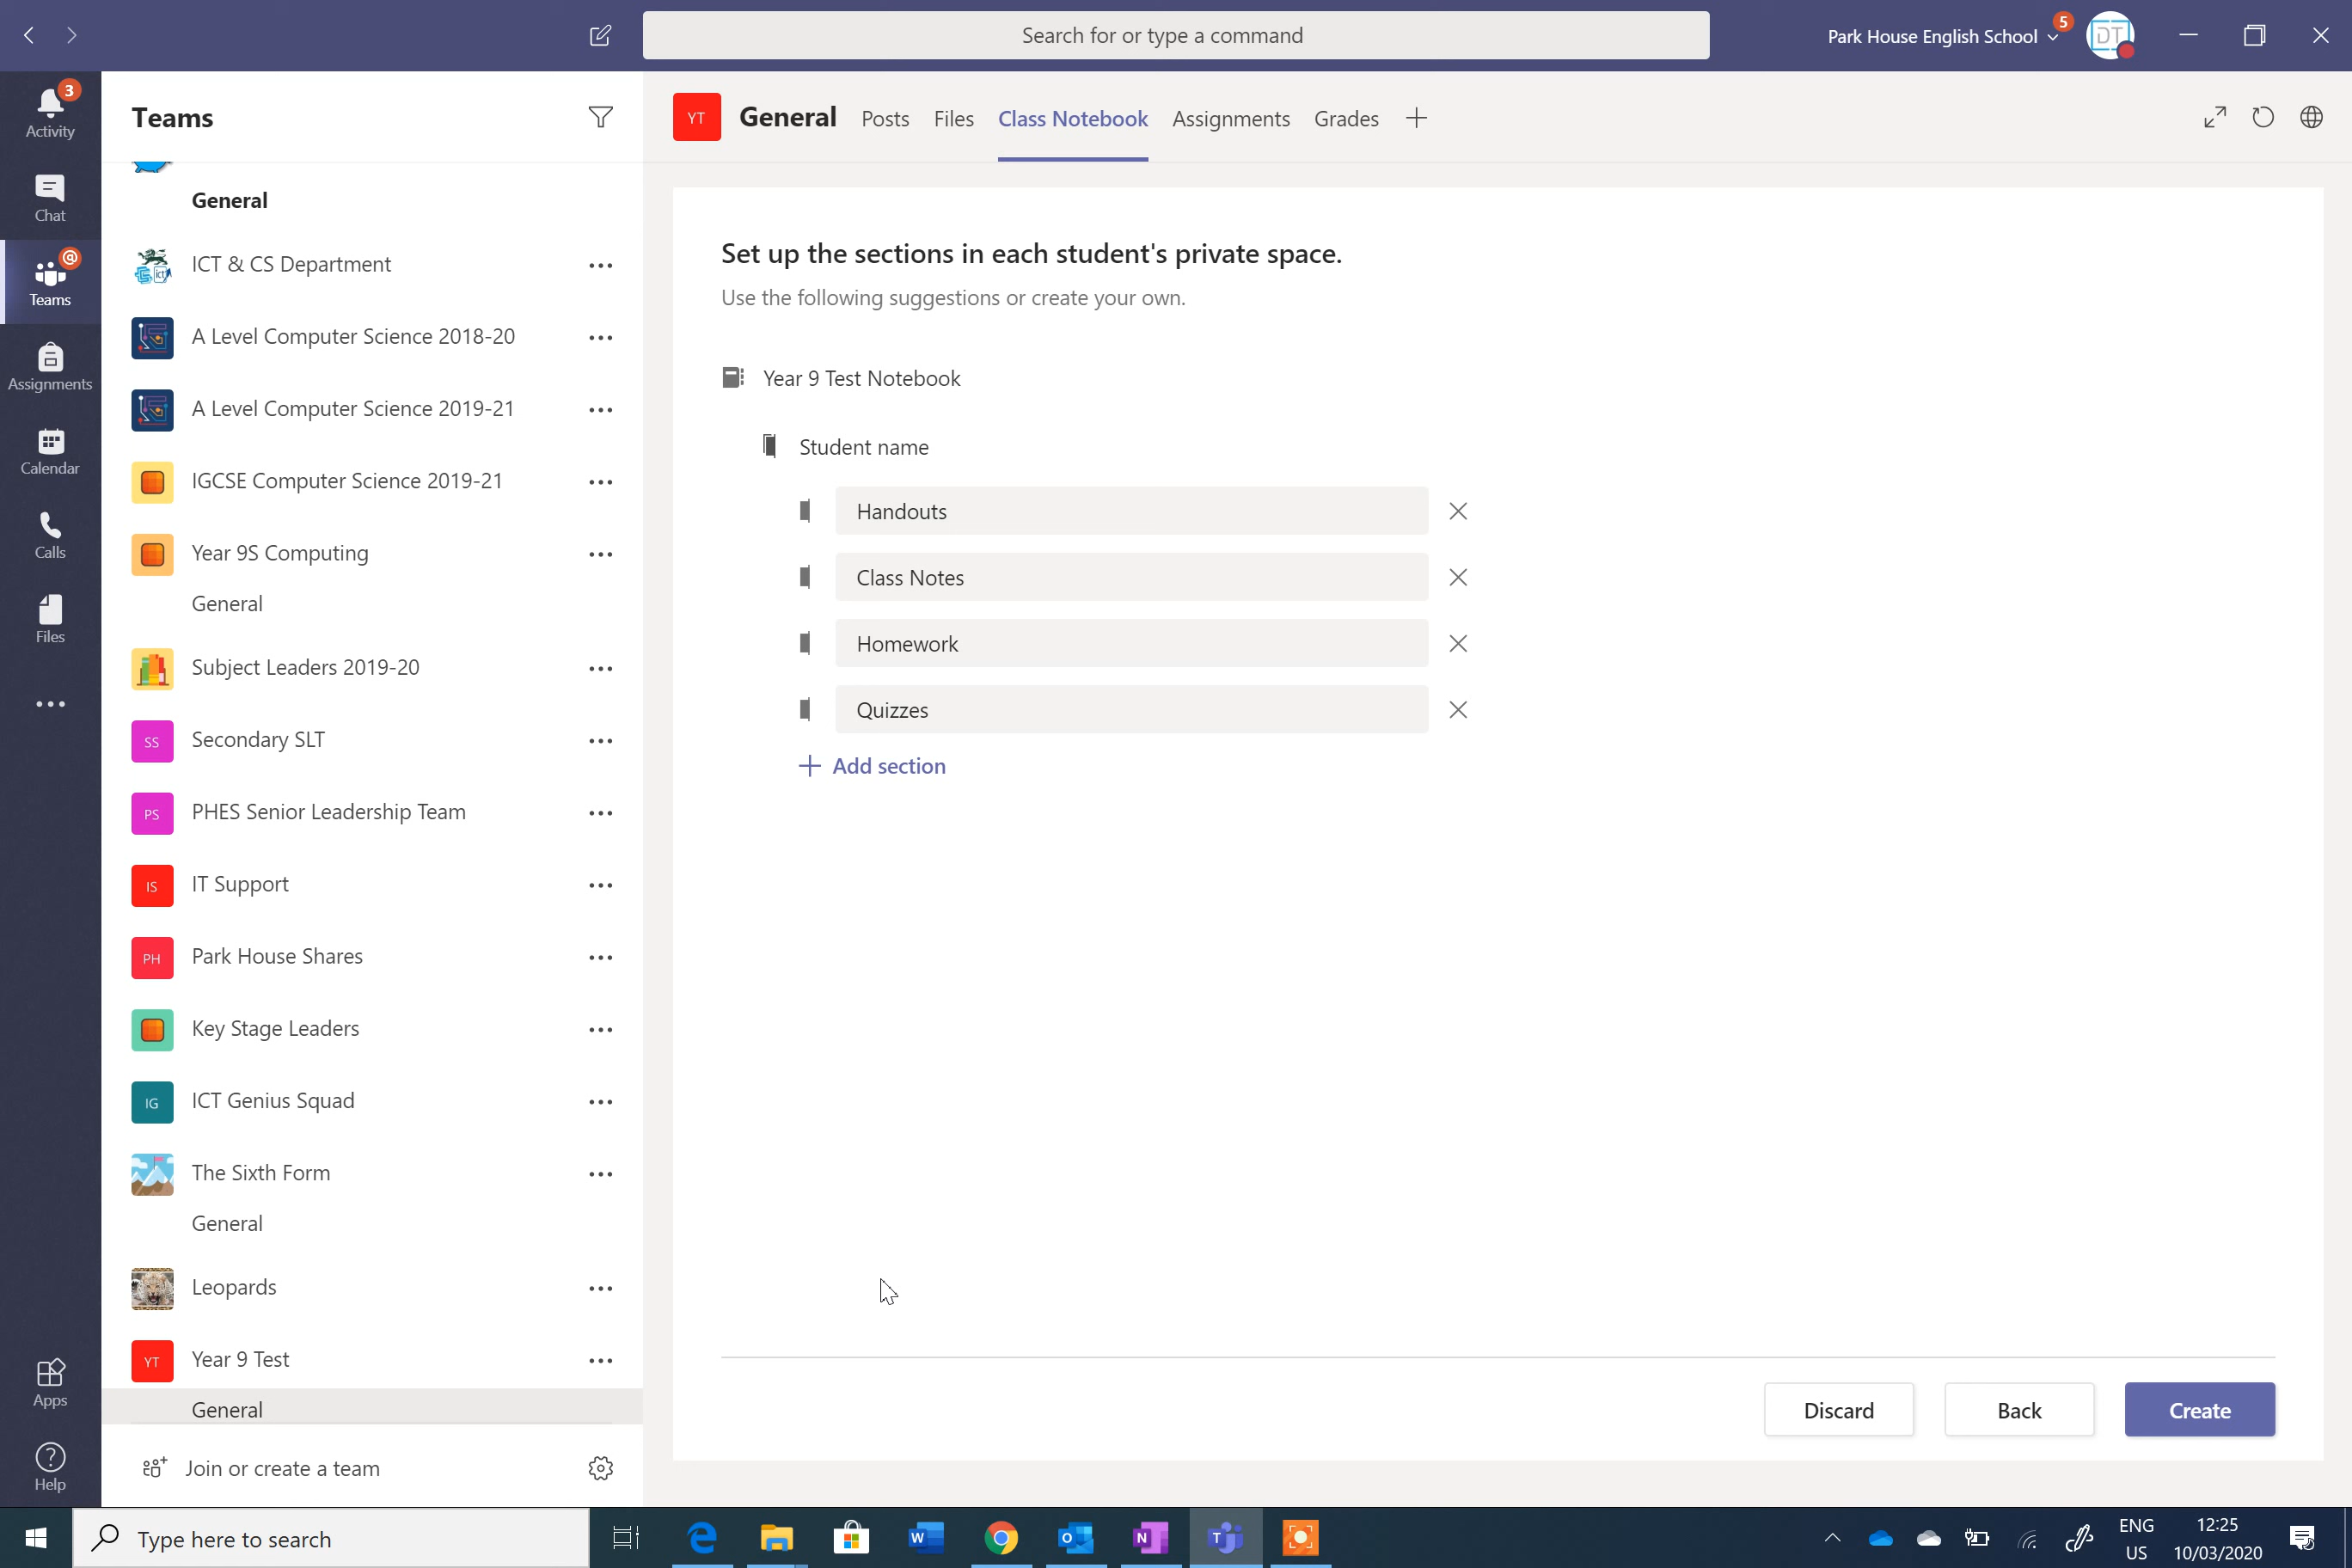 Search for or type a command
Park House English School
5
DT
3
Activity
Chat
@
Teams
Assignments
Calendar
Calls
Files
Apps
Help
Teams
General
ICT & CS Department
A Level Computer Science 2018-20
A Level Computer Science 2019-21
IGCSE Computer Science 2019-21
Year 9S Computing
General
Subject Leaders 2019-20
SS Secondary SLT
PS PHES Senior Leadership Team
IS IT Support
PH Park House Shares
Key Stage Leaders
IG ICT Genius Squad
The Sixth Form
General
Leopards
YT Year 9 Test
General
Join or create a team
YT General Posts Files Class Notebook Assignments Grades
Set up the sections in each student's private space.
Use the following suggestions or create your own.
Year 9 Test Notebook
Student name
Handouts
Class Notes
Homework
Quizzes
Add section
Discard Back Create
Type here to search
ENG
US
12:25
10/03/2020